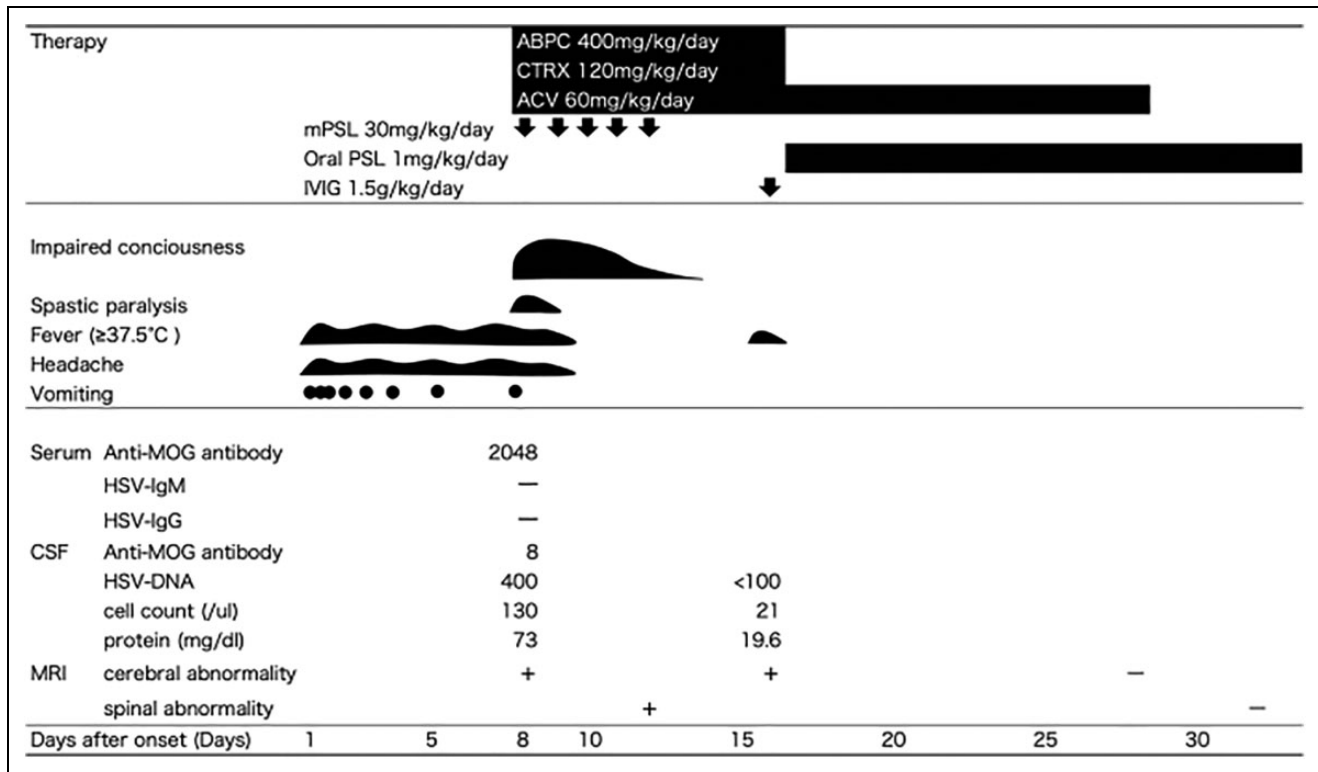 Therapy ABPC 400mg/kg/day
CTRX 120mg/kg/day
ACV 60mg/kg/day
mPSL 30mg/kg/day
Oral PSL 1mg/kg/day
IVIG 1.5g/kg/day
Impaired conciousness
Spastic paralysis
Fever (≥37.5°C )
Headache
Vomiting
Serum Anti-MOG antibody 2048
HSV-IgM —
HSV-IgG —
CSF Anti-MOG antibody 8
HSV-DNA 400 <100
cell count (/ul) 130 21
protein (mg/dl) 73 19.6
MRI cerebral abnormality + + —
spinal abnormality + —
Days after onset (Days) 1 5 8 10 15 20 25 30